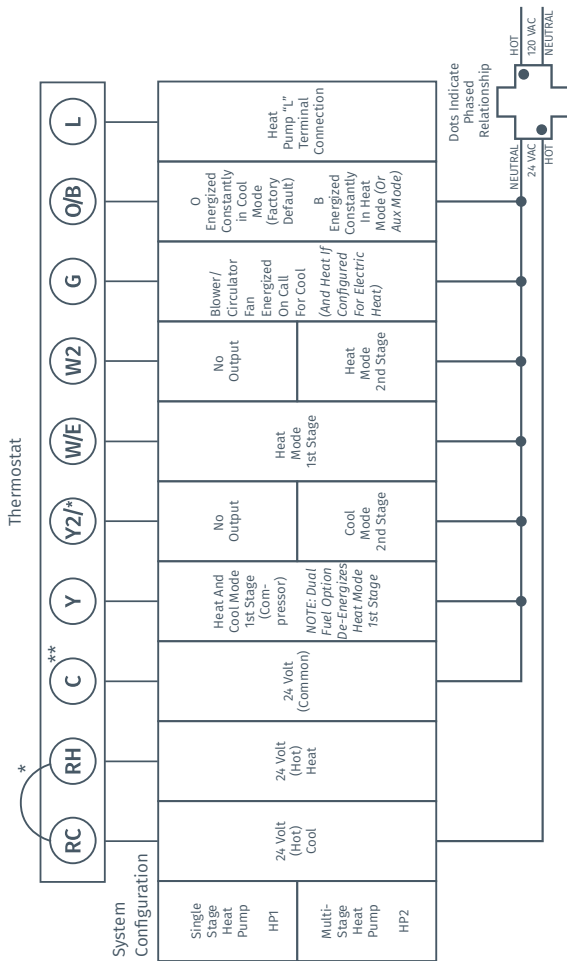 Thermostat
*
RC
RH
C
**
Y
Y2/*
W/E
W2
G
O/B
L
System
Configuration
Single
Stage
Heat
Pump
HP1
Multi-
Stage
Heat
Pump
HP2
24 Volt
(Hot)
Cool
24 Volt
(Hot)
Heat
24 Volt
(Common)
Heat And
Cool Mode
1st Stage
(Com-
pressor)
NOTE: Dual
Fuel Option
De-Energizes
Heat Mode
1st Stage
No
Output
Cool
Mode
2nd Stage
Heat
Mode
1st Stage
No
Output
Heat
Mode
2nd Stage
Blower/
Circulator
Fan
Energized
On Call
For Cool
(And Heat If
Configured
For Electric
Heat)
O
Energized
Constantly
in Cool
Mode
(Factory
Default)
B
Energized
Constantly
In Heat
Mode (Or
Aux Mode)
Heat
Pump “L”
Terminal
Connection
Dots Indicate
Phased
Relationship
NEUTRAL
24 VAC
HOT
HOT
120 VAC
NEUTRAL